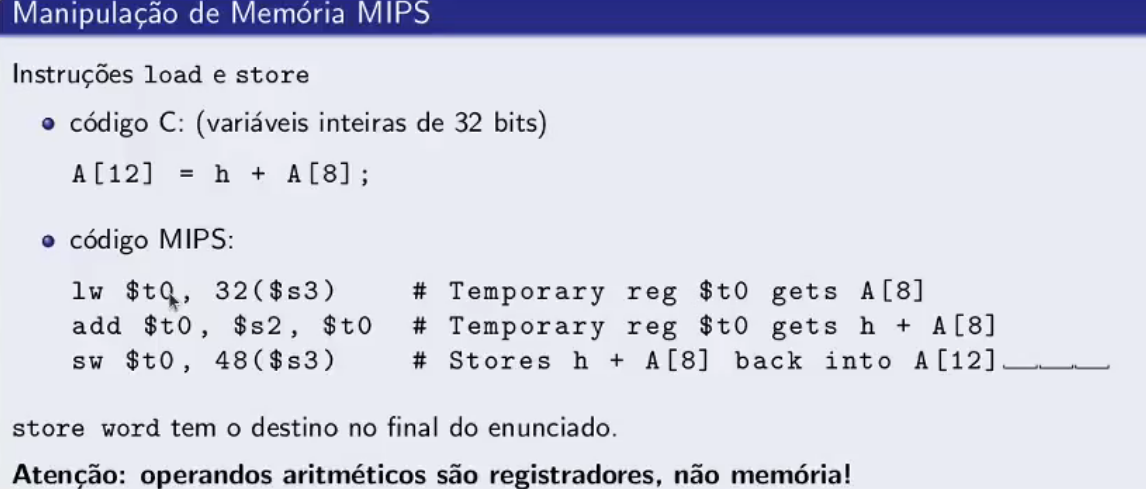 Manipulação de Memória MIPS
Instruções load e store
código C: (variáveis inteiras de 32 bits)
A[12] = h + A[8];
código MIPS:
lw $t0, 32($s3) # Temporary reg $t0 gets A[8]
add $t0, $s2, $t0 # Temporary reg $t0 gets h + A[8]
sw $t0, 48($s3) # Stores h + A[8] back into A[12]
store word tem o destino no final do enunciado.
Atenção: operandos aritméticos são registradores, não memória!